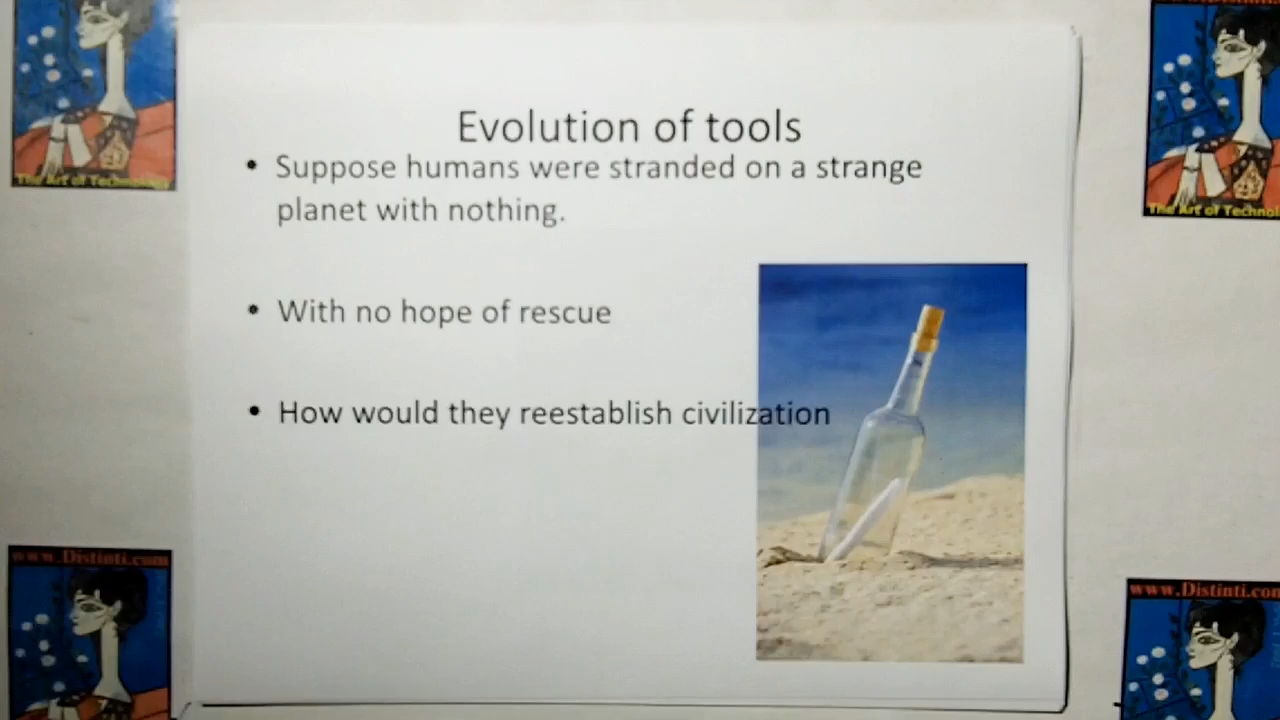 Evolution of tools
• Suppose humans were stranded on a strange
planet with nothing.
• With no hope of rescue
• How would they reestablish civilization
The Art of Technology
The Art of Technol
www.Distinti.com
www.Distinti.com